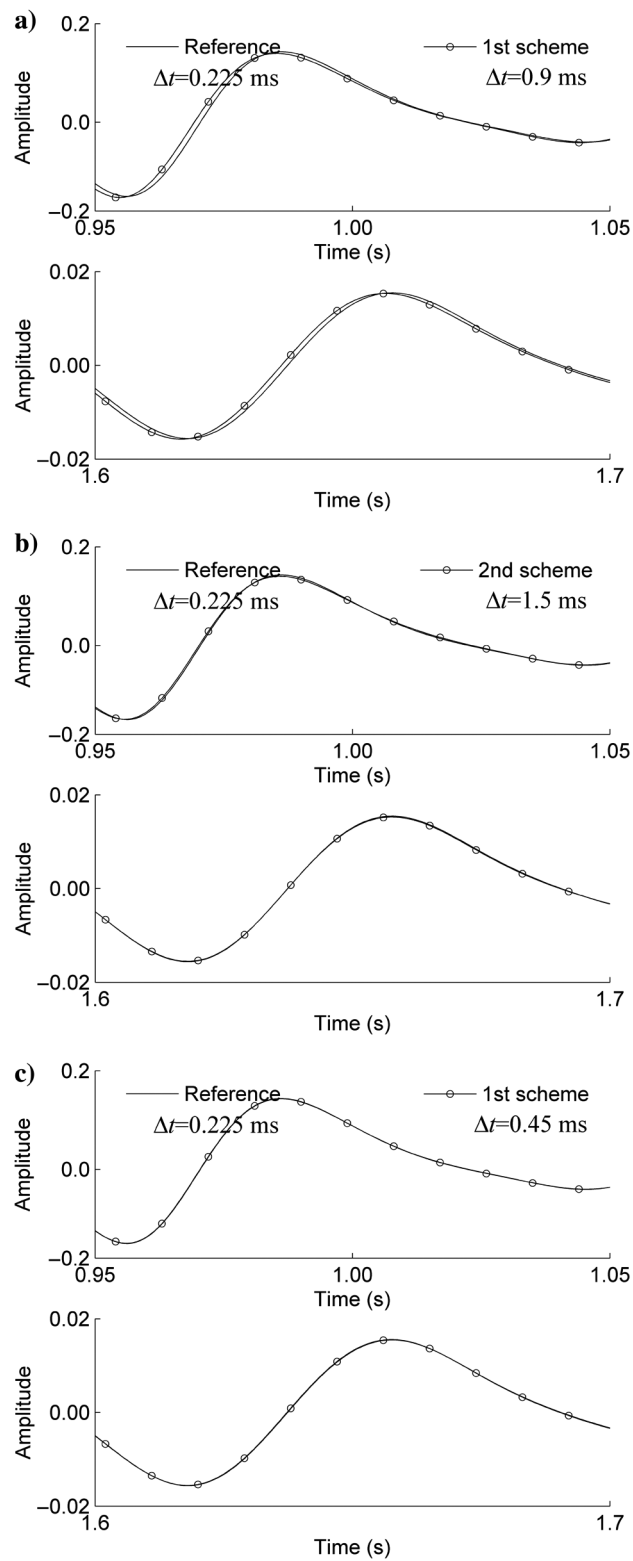 a)
0.2
Reference
1st scheme
Δt=0.225 ms
Δt=0.9 ms
Amplitude
0.0
–0.2
0.95
1.00
1.05
Time (s)
0.02
Amplitude
0.00
–0.02
1.6
1.7
Time (s)
b)
0.2
Reference
2nd scheme
Δt=0.225 ms
Δt=1.5 ms
Amplitude
0.0
–0.2
0.95
1.00
1.05
Time (s)
0.02
Amplitude
0.00
–0.02
1.6
1.7
Time (s)
c)
0.2
Reference
1st scheme
Δt=0.225 ms
Δt=0.45 ms
Amplitude
0.0
–0.2
0.95
1.00
1.05
Time (s)
0.02
Amplitude
0.00
–0.02
1.6
1.7
Time (s)